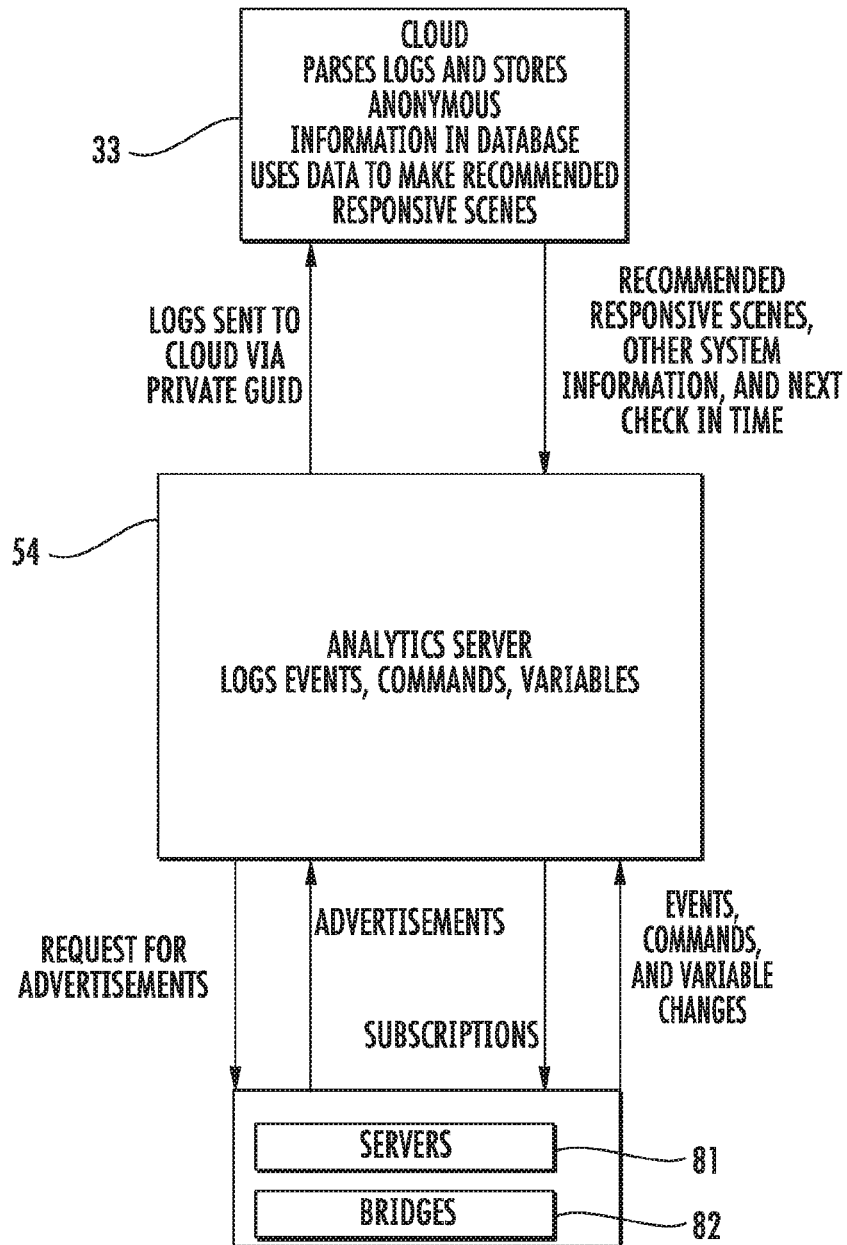 CLOUD
PARSES LOGS AND STORES
ANONYMOUS
INFORMATION IN DATABASE
USES DATA TO MAKE RECOMMENDED
RESPONSIVE SCENES
33
LOGS SENT TO
CLOUD VIA
PRIVATE GUID
RECOMMENDED
RESPONSIVE SCENES,
OTHER SYSTEM
INFORMATION, AND NEXT
CHECK IN TIME
54
ANALYTICS SERVER
LOGS EVENTS, COMMANDS, VARIABLES
REQUEST FOR
ADVERTISEMENTS
ADVERTISEMENTS
SUBSCRIPTIONS
EVENTS,
COMMANDS,
AND VARIABLE
CHANGES
SERVERS
81
BRIDGES
82